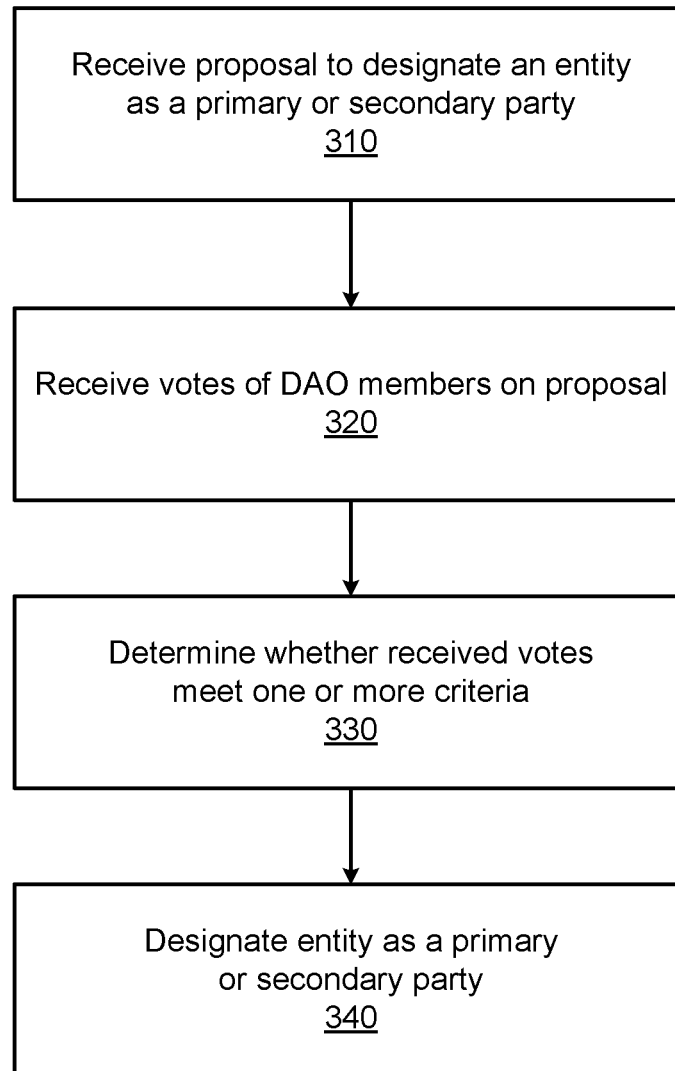 Receive proposal to designate an entity
as a primary or secondary party
310
Receive votes of DAO members on proposal
320
Determine whether received votes
meet one or more criteria
330
Designate entity as a primary
or secondary party
340